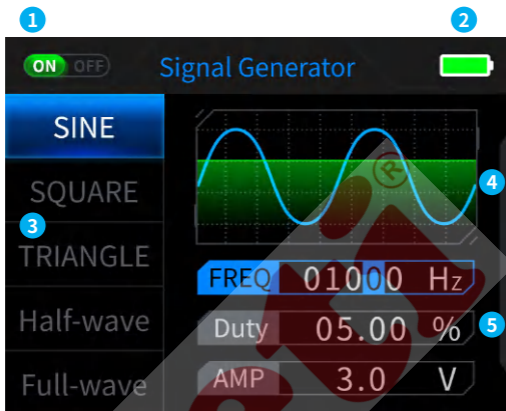 1 2
ON OFF Signal Generator
SINE
SQUARE
3
TRIANGLE
Half-wave
Full-wave
4
FREQ 01000 Hz
Duty 05.00 % 5
AMP 3.0 V
®